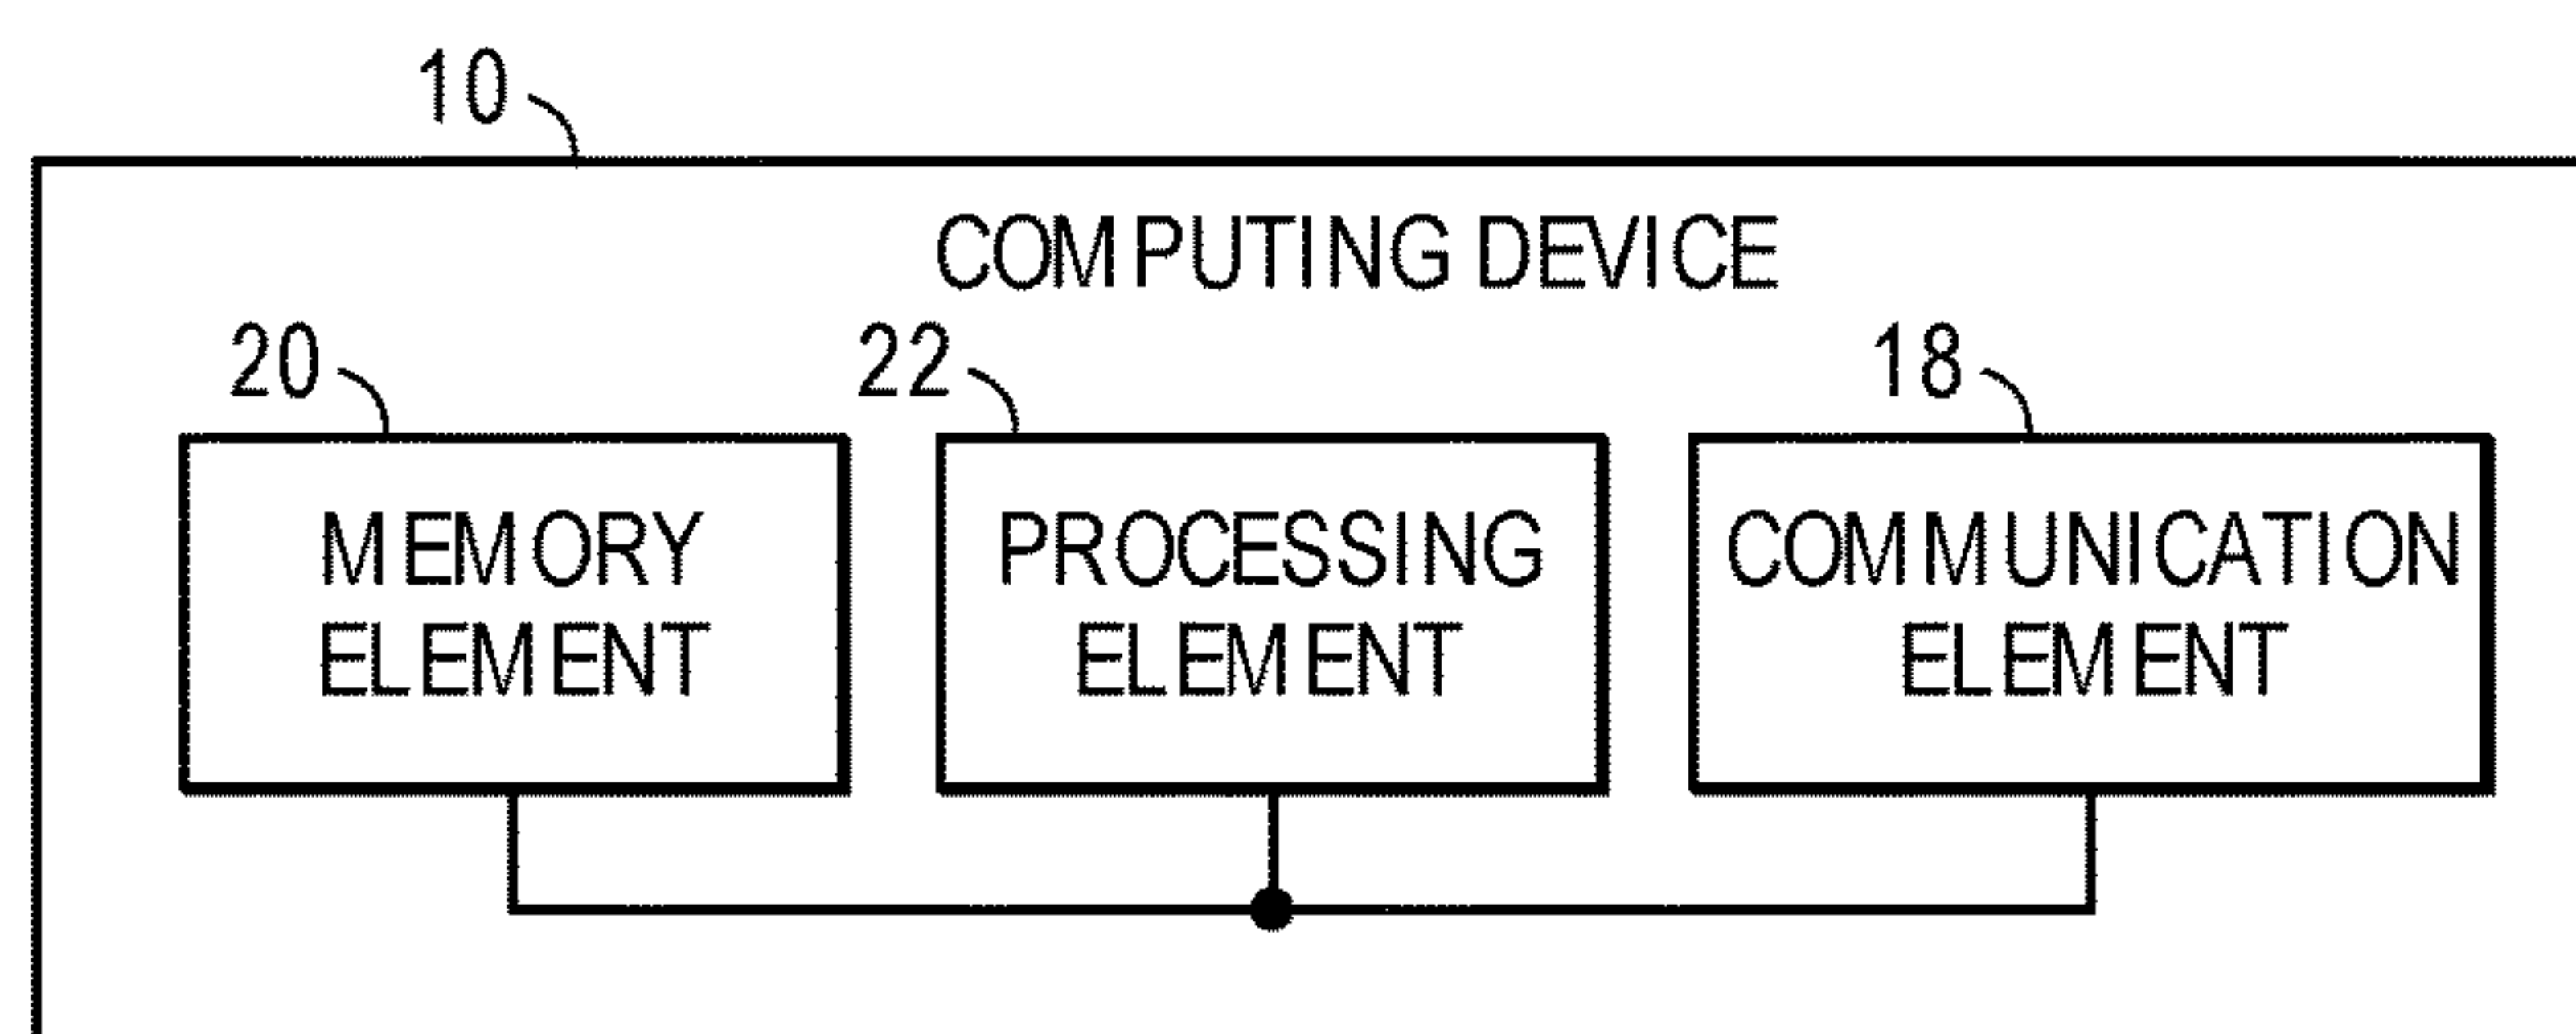 10
COMPUTING DEVICE
20
22
18
MEMORY
ELEMENT
PROCESSING
ELEMENT
COMMUNICATION
ELEMENT